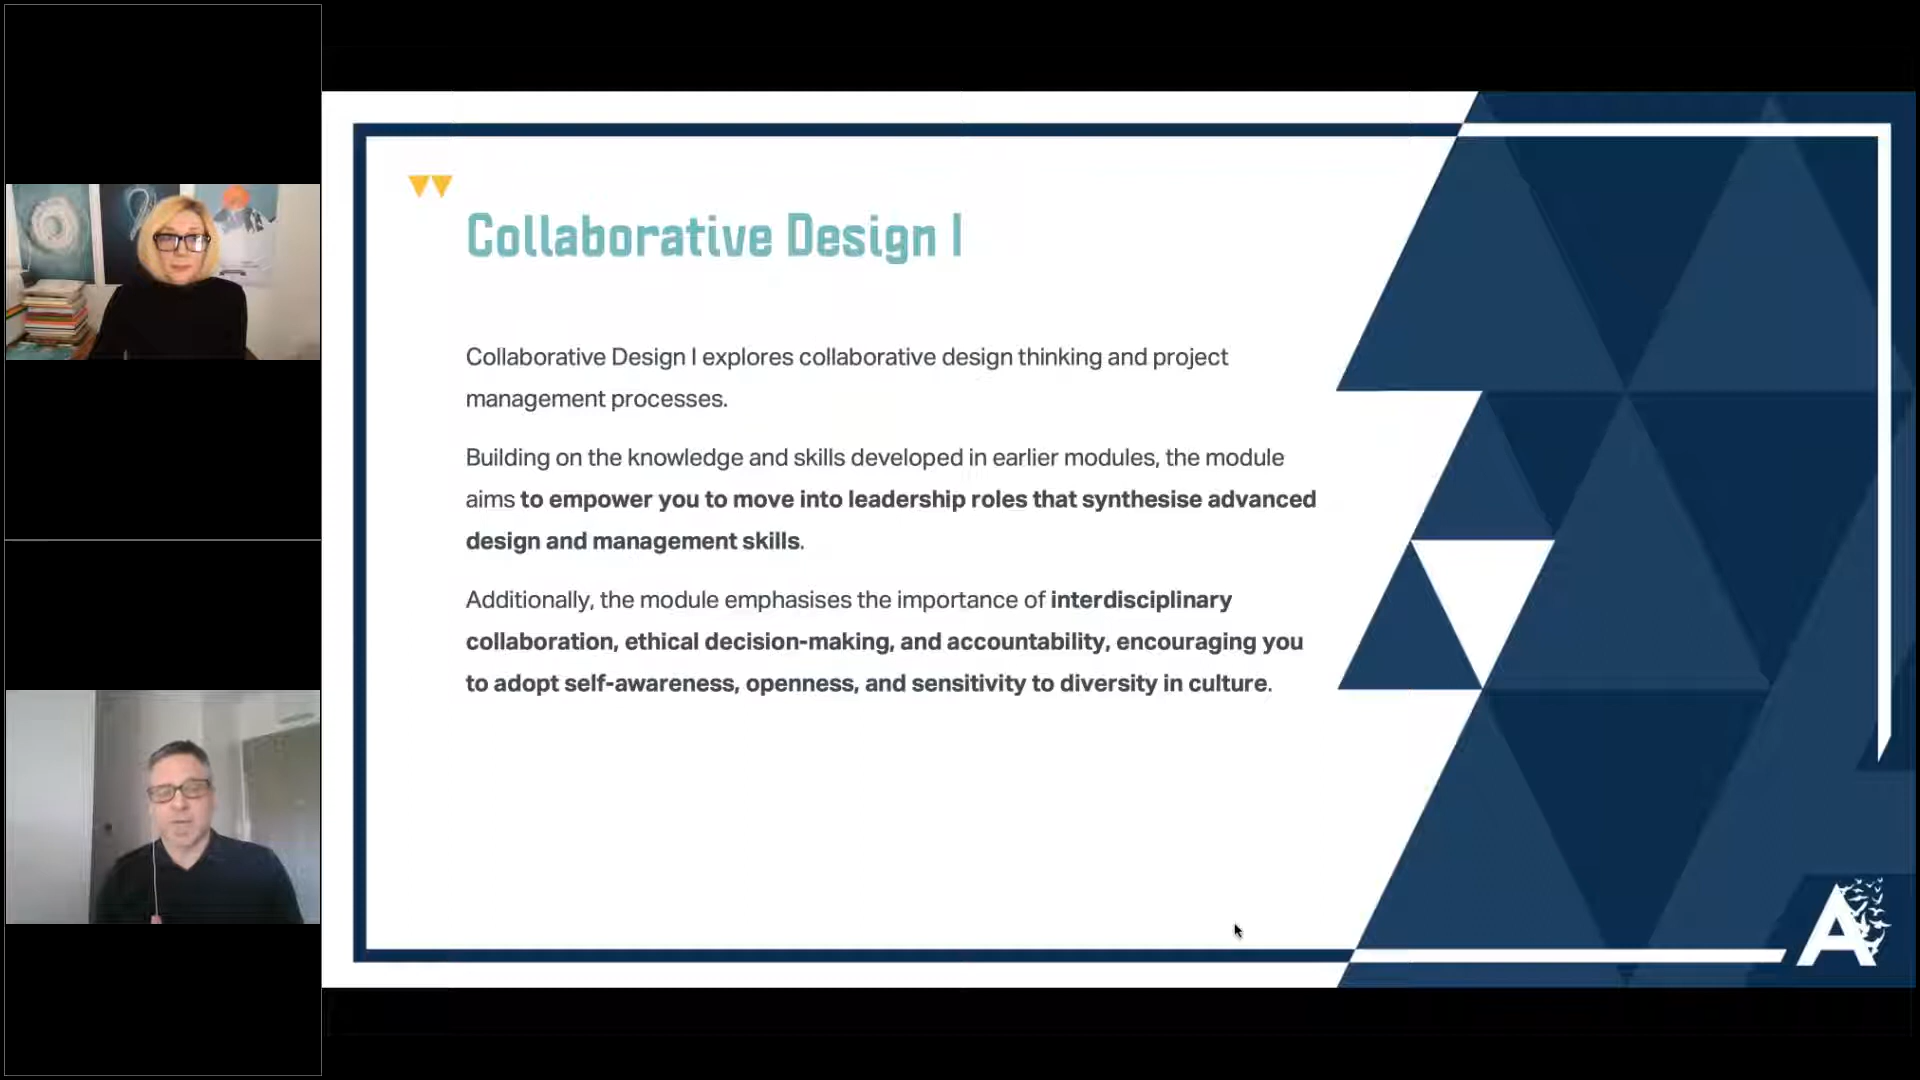 Collaborative Design I
Collaborative Design I explores collaborative design thinking and project
management processes.
Building on the knowledge and skills developed in earlier modules, the module
aims to empower you to move into leadership roles that synthesise advanced
design and management skills.
Additionally, the module emphasises the importance of interdisciplinary
collaboration, ethical decision-making, and accountability, encouraging you
to adopt self-awareness, openness, and sensitivity to diversity in culture.
A